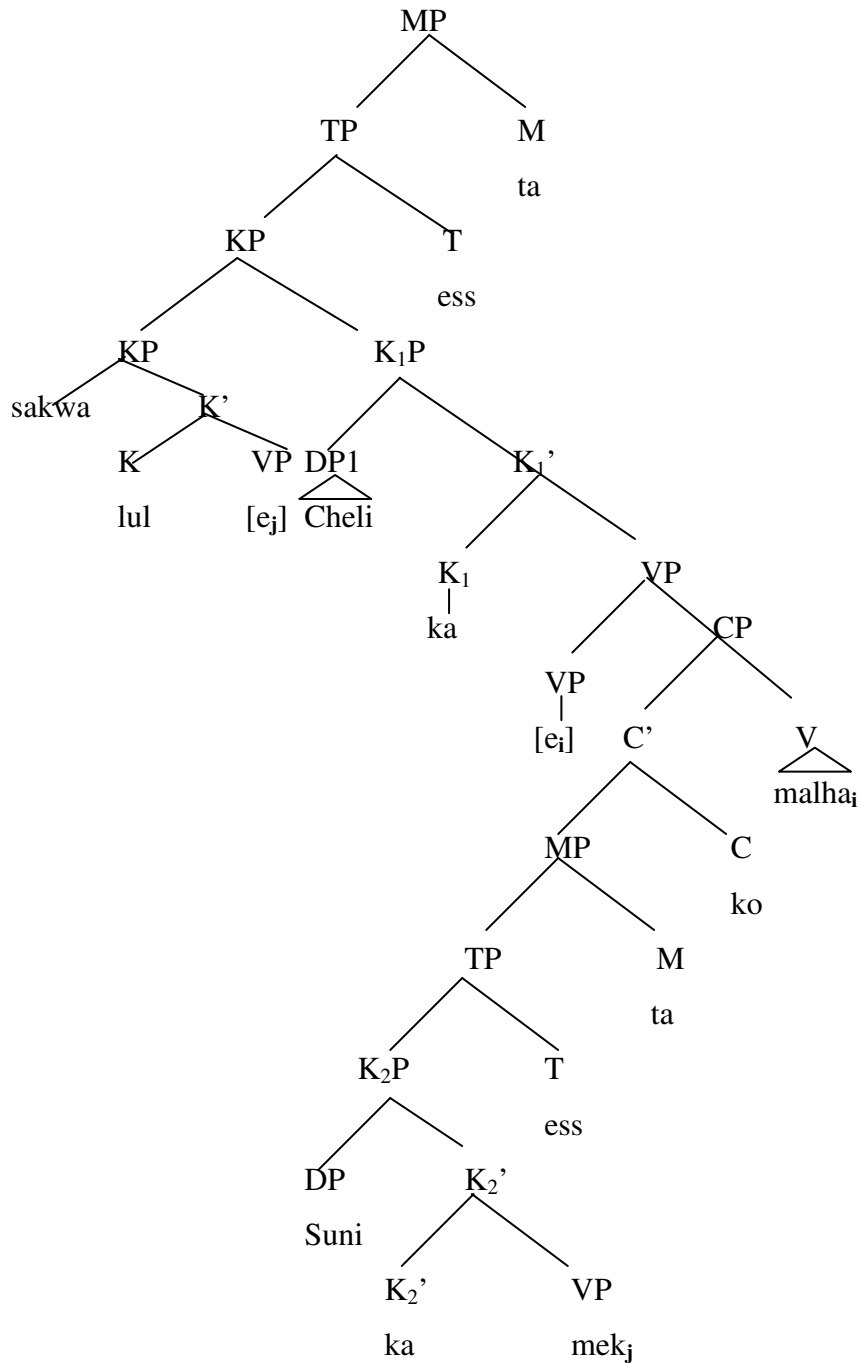 MP
TP M
ta
KP T
ess
KP K₁P
sakwa K’
K VP DP1 K₁’
lul [eⱼ] Cheli
K₁ VP
ka CP
VP
[eᵢ] C’ V
malhaᵢ
MP C
ko
TP M
ta
K₂P T
ess
DP K₂’
Suni
K₂’ VP
ka mekⱼ